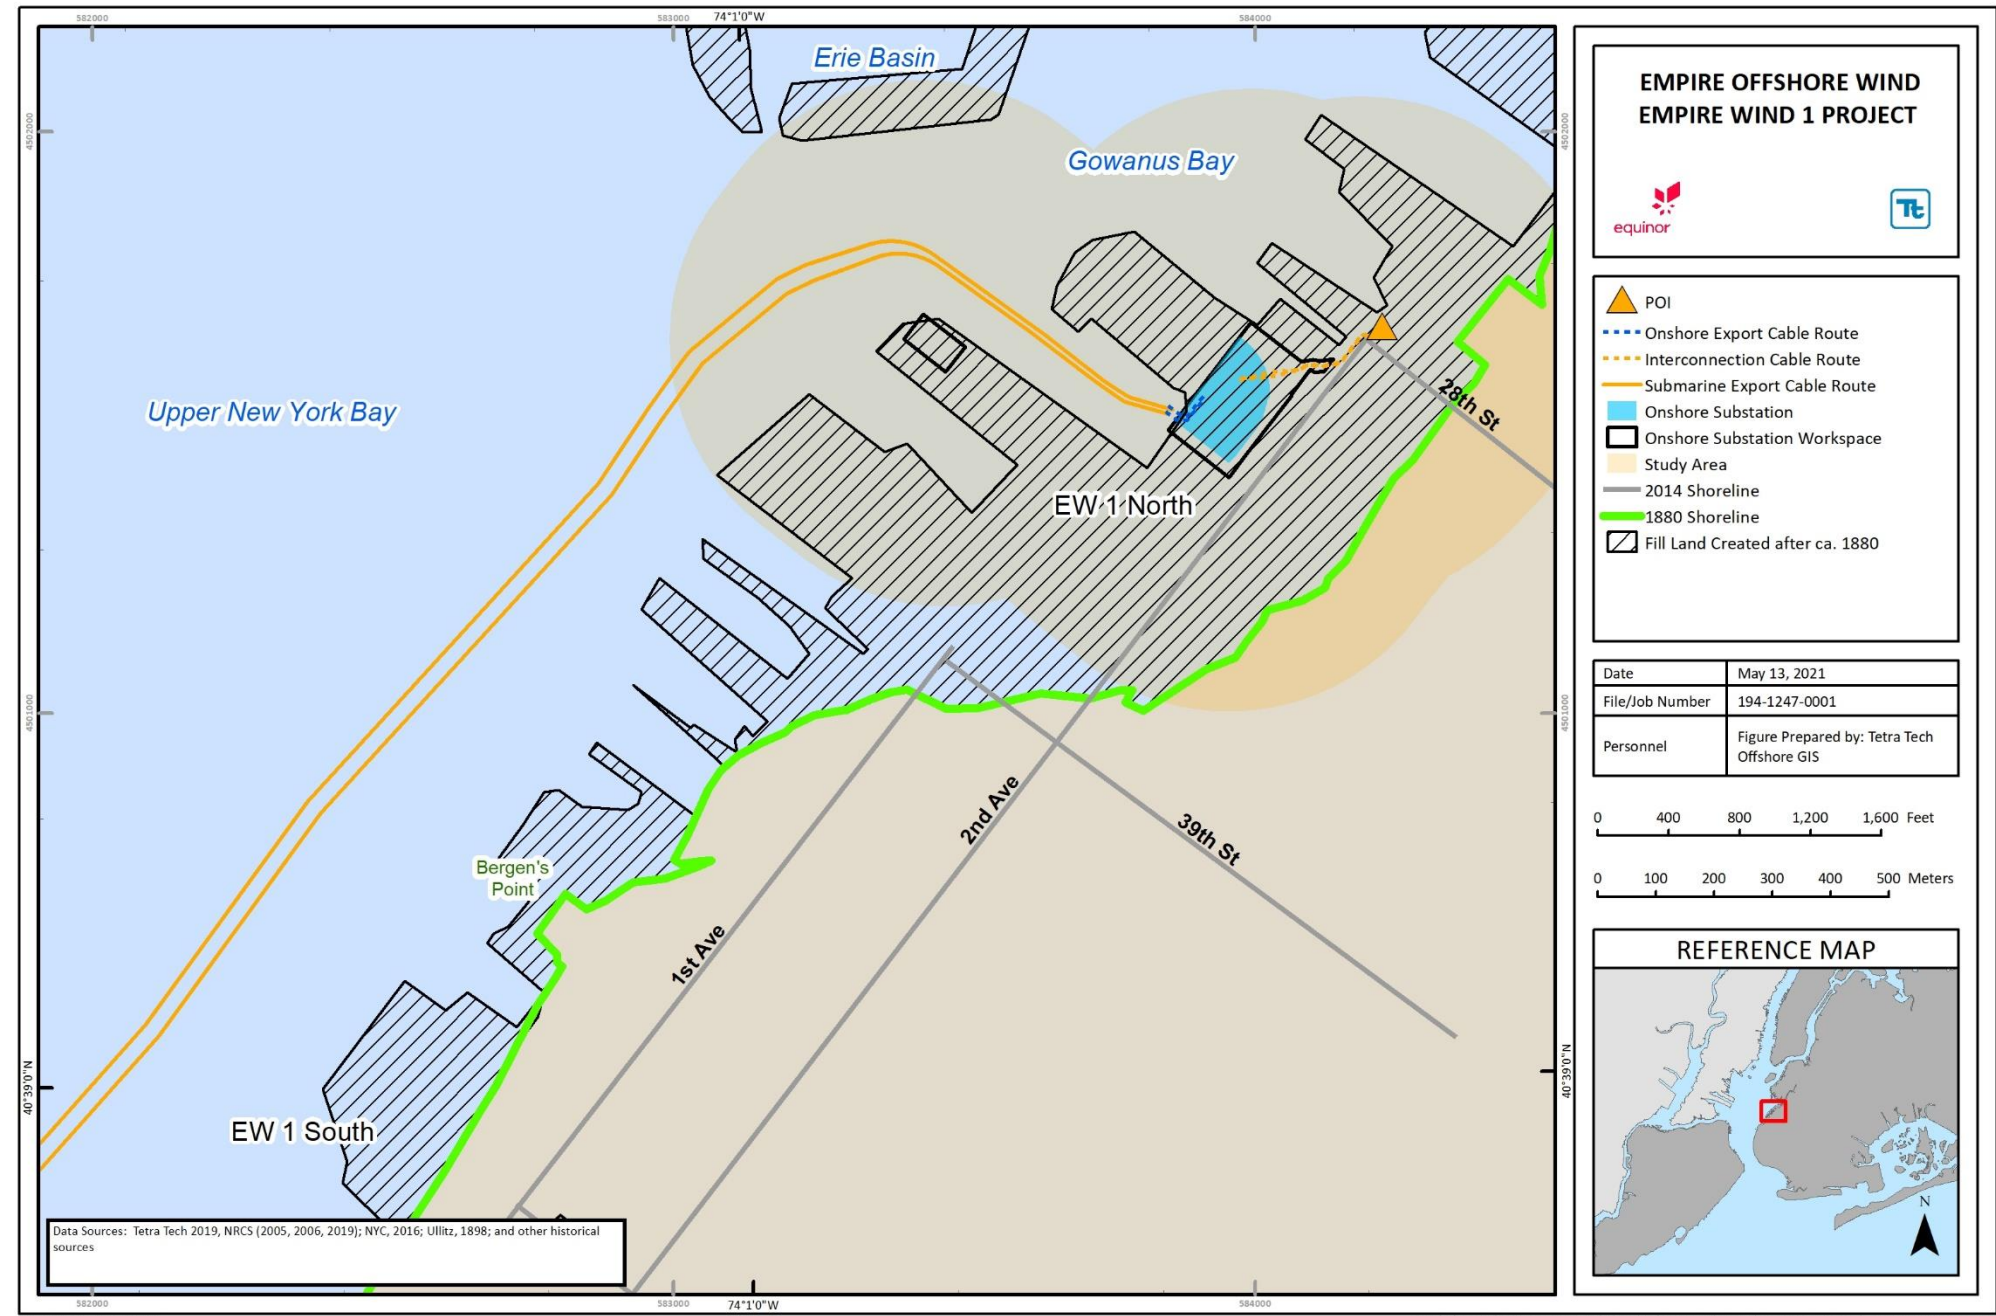 582000
583000
74°1'0"W
584000
4502000
4502000
Erie Basin
Gowanus Bay
Upper New York Bay
28th St
EW 1 North
4501000
4501000
2nd Ave
39th St
Bergen's
Point
1st Ave
40°39'0"N
40°39'0"N
EW 1 South
Data Sources: Tetra Tech 2019, NRCS (2005, 2006, 2019); NYC, 2016; Ullitz, 1898; and other historical
sources
582000
583000
74°1'0"W
584000
EMPIRE OFFSHORE WIND
EMPIRE WIND 1 PROJECT
equinor
Tt
POI
Onshore Export Cable Route
Interconnection Cable Route
Submarine Export Cable Route
Onshore Substation
Onshore Substation Workspace
Study Area
2014 Shoreline
1880 Shoreline
Fill Land Created after ca. 1880
Date May 13, 2021
File/Job Number 194-1247-0001
Personnel Figure Prepared by: Tetra Tech
Offshore GIS
0 400 800 1,200 1,600 Feet
0 100 200 300 400 500 Meters
REFERENCE MAP
N